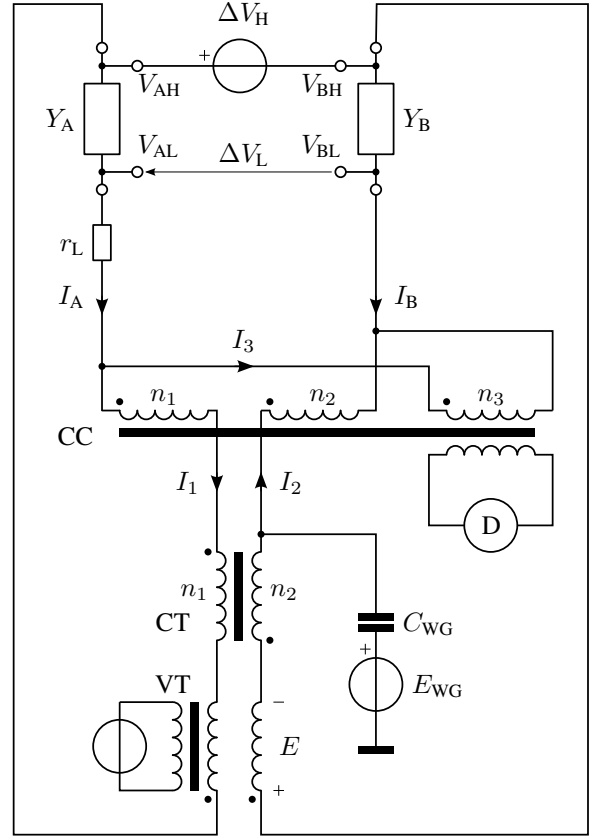 ΔV_H
+
V_AH V_BH
Y_A Y_B
V_AL ΔV_L V_BL
r_L
I_A I_B
I_3
n_1 n_2 n_3
CC
I_1 I_2
D
n_1 n_2
CT C_WG
+
VT E_WG
−
E
+